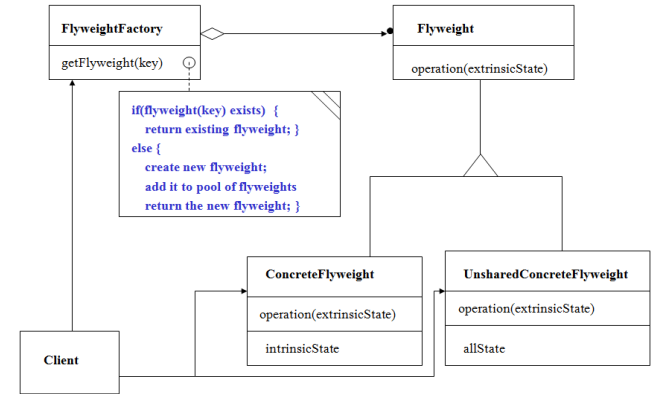 FlyweightFactory
getFlyweight(key)
Flyweight
operation(extrinsicState)
if(flyweight(key) exists) {
return existing flyweight; }
else {
create new flyweight;
add it to pool of flyweights
return the new flyweight; }
ConcreteFlyweight
operation(extrinsicState)
intrinsicState
UnsharedConcreteFlyweight
operation(extrinsicState)
allState
Client